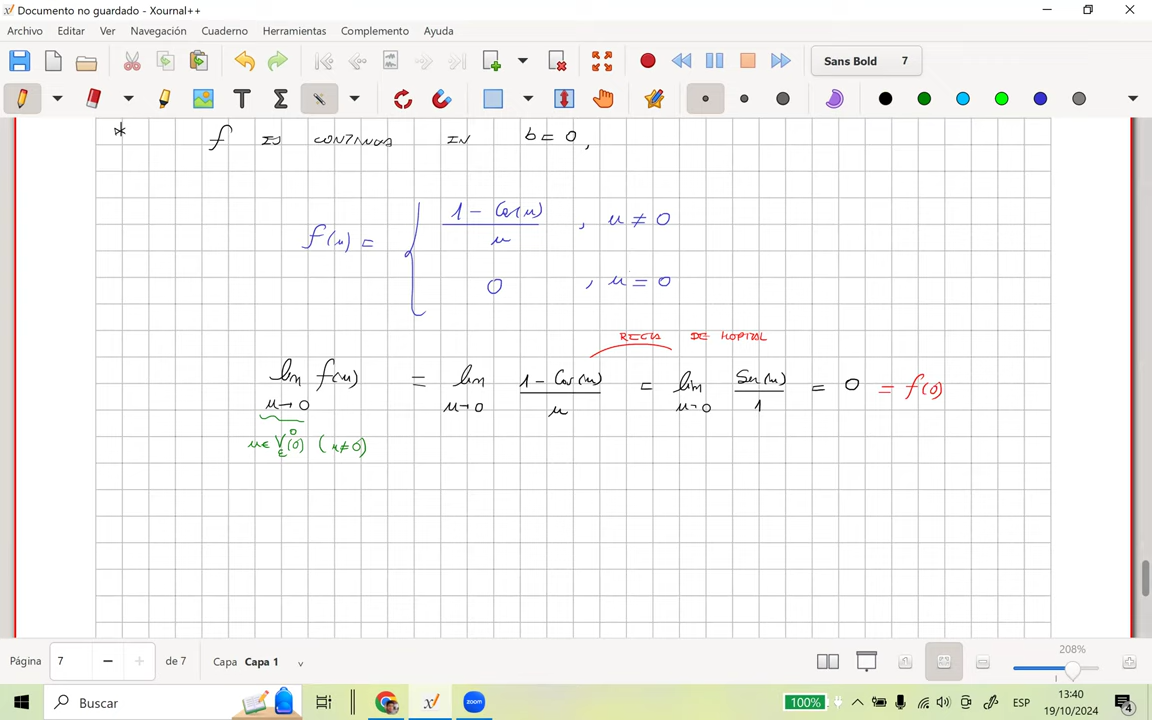 Documento no guardado - Xournal++
Archivo Editar Ver Navegación Cuaderno Herramientas Complemento Ayuda
Sans Bold 7
* f ES CONTINUA IN b = 0,
f(u) = { 1 - Cos(u) / u , u ≠ 0
0 , u = 0
REGLA DE HOPITAL
lim u→0 f(u) = lim u→0 1 - Cos(u) / u = lim u→0 Sen(u) / 1 = 0 = f(0)
u ∈ V°ε(0) (u ≠ 0)
Página 7 de 7 Capa Capa 1 208%
Buscar
100% ESP 13:40
19/10/2024
4